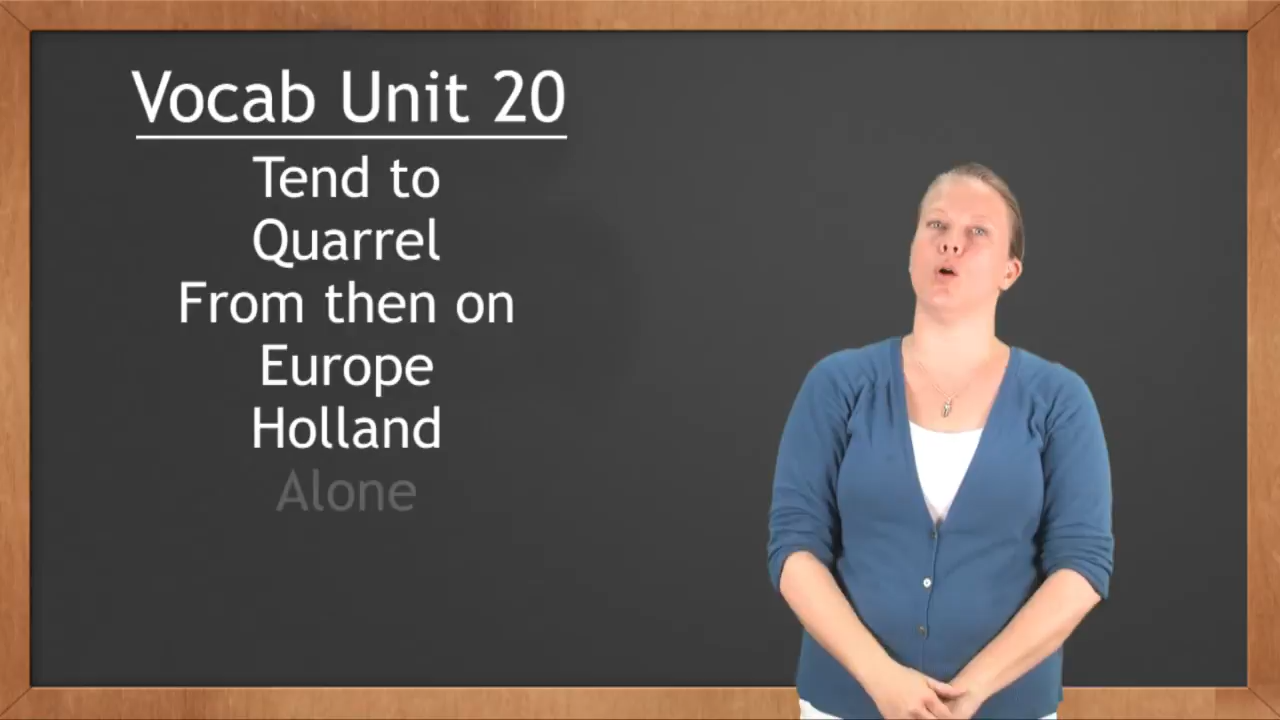 Vocab Unit 20
Tend to
Quarrel
From then on
Europe
Holland
Alone